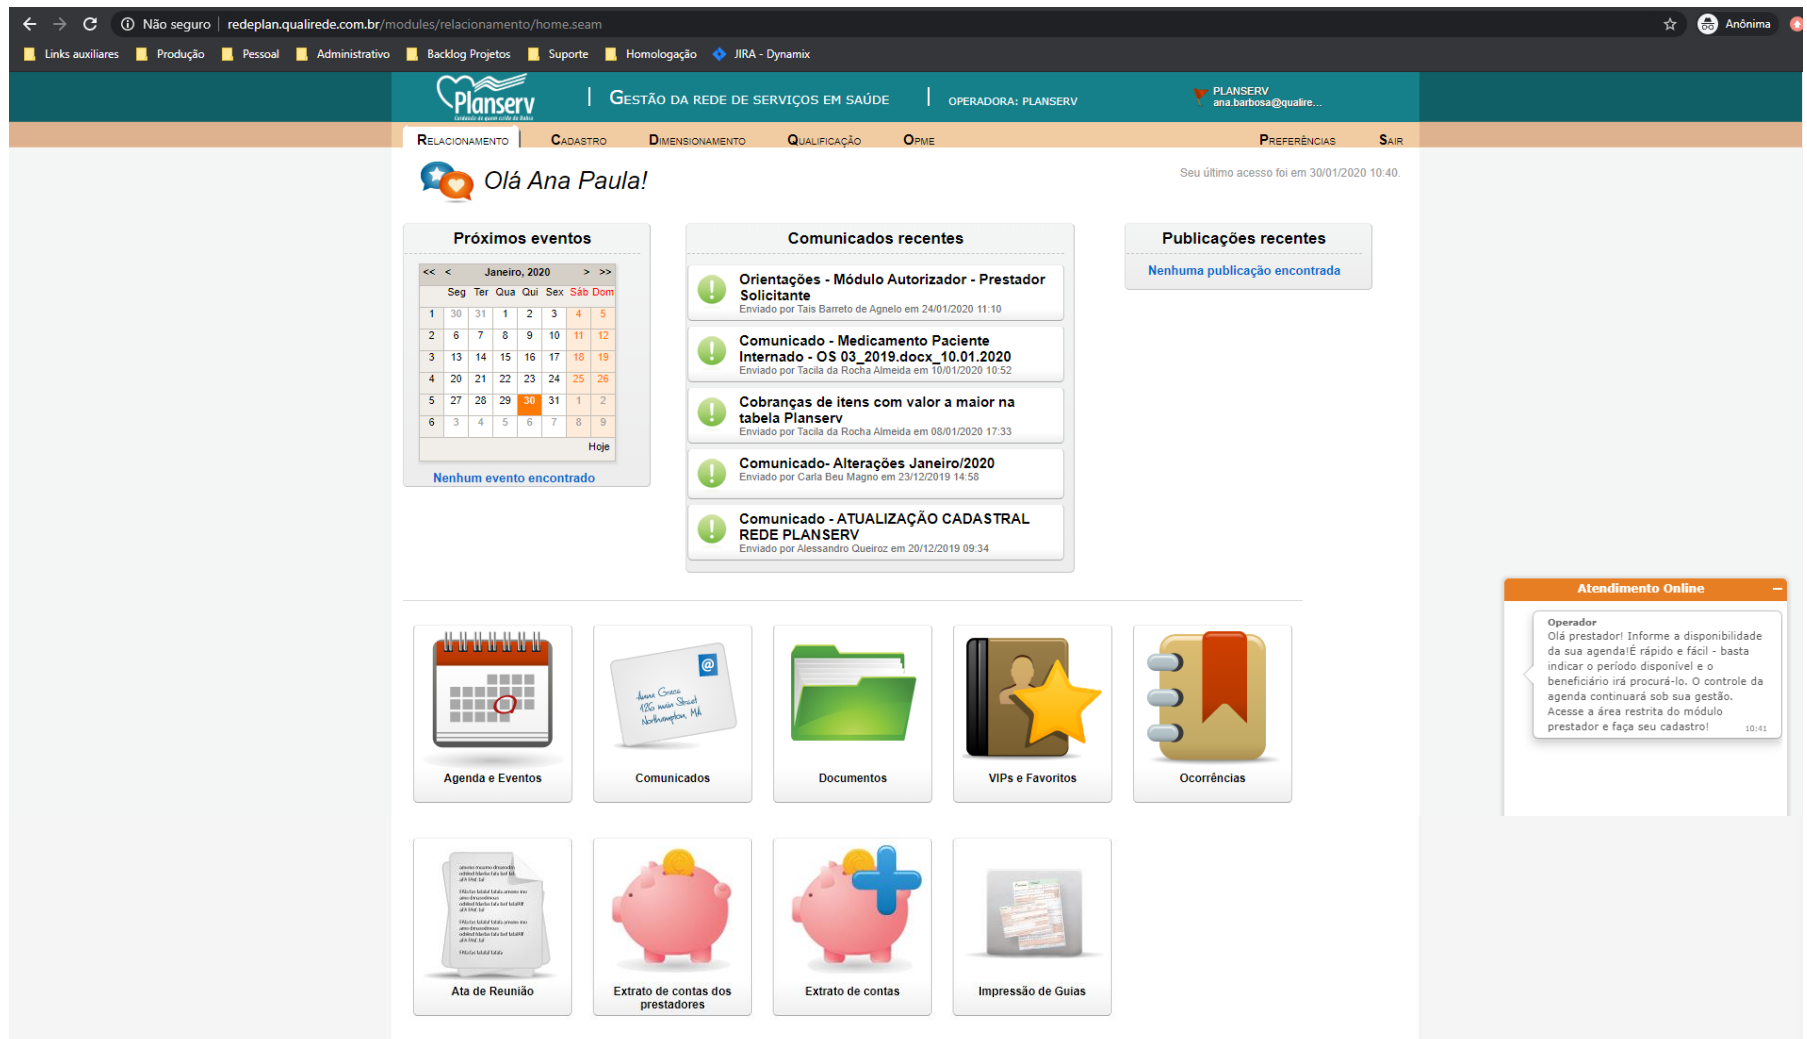 Não seguro | redeplan.qualirede.com.br/modules/relacionamento/home.seam
Anônima
Links auxiliares Produção Pessoal Administrativo Backlog Projetos Suporte Homologação JIRA - Dynamix
Planserv
Cuidando de quem cuida da Bahia
GESTÃO DA REDE DE SERVIÇOS EM SAÚDE
OPERADORA: PLANSERV
PLANSERV
ana.barbosa@qualire...
RELACIONAMENTO CADASTRO DIMENSIONAMENTO QUALIFICAÇÃO OPME PREFERÊNCIAS SAIR
Olá Ana Paula!
Seu último acesso foi em 30/01/2020 10:40.
Próximos eventos
<< < Janeiro, 2020 > >>
Seg Ter Qua Qui Sex Sáb Dom
1 30 31 1 2 3 4 5
2 6 7 8 9 10 11 12
3 13 14 15 16 17 18 19
4 20 21 22 23 24 25 26
5 27 28 29 30 31 1 2
6 3 4 5 6 7 8 9
Hoje
Nenhum evento encontrado
Comunicados recentes
Orientações - Módulo Autorizador - Prestador
Solicitante
Enviado por Tais Barreto de Agnelo em 24/01/2020 11:10
Comunicado - Medicamento Paciente
Internado - OS 03_2019.docx_10.01.2020
Enviado por Tacila da Rocha Almeida em 10/01/2020 10:52
Cobranças de itens com valor a maior na
tabela Planserv
Enviado por Tacila da Rocha Almeida em 08/01/2020 17:33
Comunicado- Alterações Janeiro/2020
Enviado por Carla Beu Magno em 23/12/2019 14:58
Comunicado - ATUALIZAÇÃO CADASTRAL
REDE PLANSERV
Enviado por Alessandro Queiroz em 20/12/2019 09:34
Publicações recentes
Nenhuma publicação encontrada
Atendimento Online
Operador
Olá prestador! Informe a disponibilidade
da sua agenda!É rápido e fácil - basta
indicar o período disponível e o
beneficiário irá procurá-lo. O controle da
agenda continuará sob sua gestão.
Acesse a área restrita do módulo
prestador e faça seu cadastro!
10:41
@
Main Street
Northampton, MA
Agenda e Eventos
Comunicados
Documentos
VIPs e Favoritos
Ocorrências
Ata de Reunião
Extrato de contas dos
prestadores
Extrato de contas
Impressão de Guias